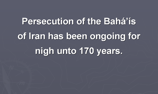 Persecution of the Bahá'ís
of Iran has been ongoing for
nigh unto 170 years.